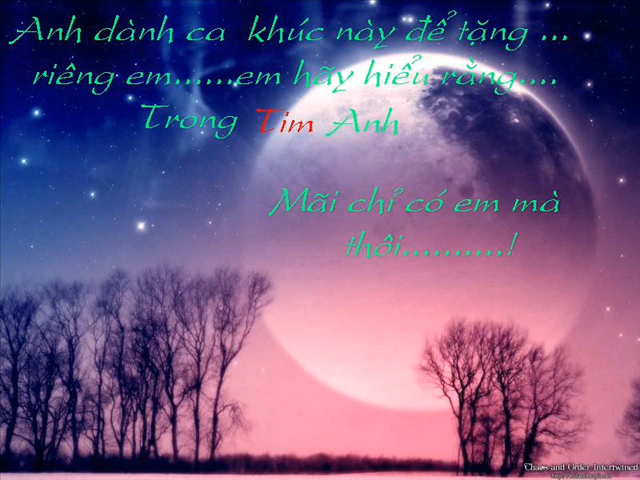 Anh dành ca khúc này để tặng ...
riêng em......em hãy hiểu rằng....
Trong Tim Anh
Mãi chỉ có em mà
thôi..........!
Chaos and Order Intertwined